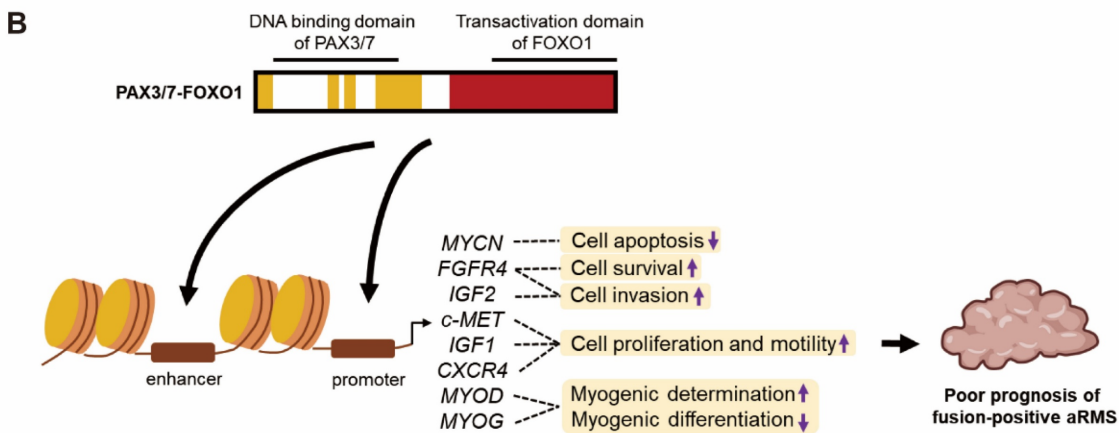 B
DNA binding domain
of PAX3/7
Transactivation domain
of FOXO1
PAX3/7-FOXO1
MYCN
FGFR4
IGF2
c-MET
IGF1
CXCR4
MYOD
MYOG
Cell apoptosis ↓
Cell survival ↑
Cell invasion ↑
Cell proliferation and motility ↑
Myogenic determination ↑
Myogenic differentiation ↓
enhancer
promoter
Poor prognosis of
fusion-positive aRMS